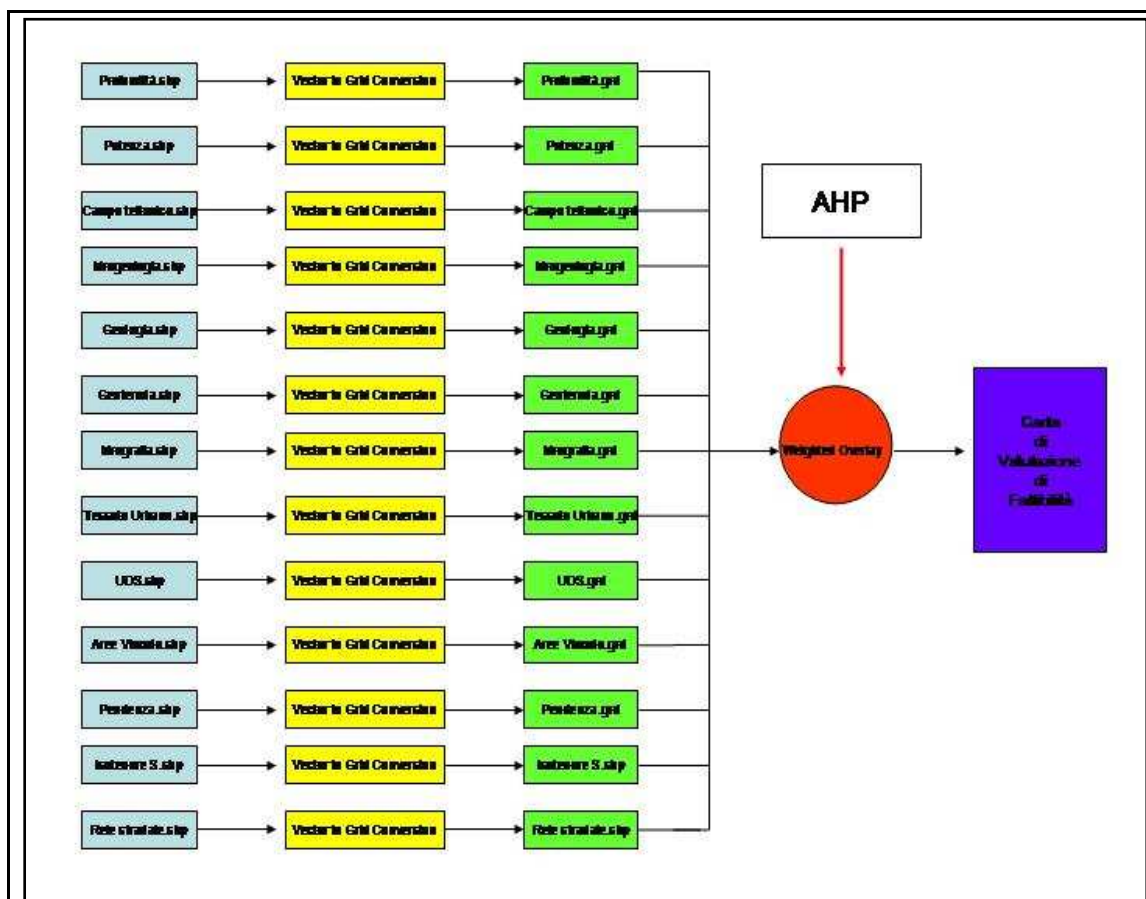 Profondità.shp
Vector to Grid Conversion
Profondità.grd
Potenza.shp
Vector to Grid Conversion
Potenza.grd
Campo tettonico.shp
Vector to Grid Conversion
Campo tettonico.grd
Idrogeologia.shp
Vector to Grid Conversion
Idrogeologia.grd
Geologia.shp
Vector to Grid Conversion
Geologia.grd
Vector to Grid Conversion
Idrografia.shp
Vector to Grid Conversion
Idrografia.grd
Tessuto Urbano.shp
Vector to Grid Conversion
Tessuto Urbano.grd
UDS.shp
Vector to Grid Conversion
UDS.grd
Aree Vincolo.shp
Vector to Grid Conversion
Aree Vincolo.grd
Pendenza.shp
Vector to Grid Conversion
Pendenza.grd
Isotenore S.shp
Vector to Grid Conversion
Isotenore S.shp
Rete stradale.shp
Vector to Grid Conversion
Rete stradale.shp
AHP
Weighted Overlay
Carta
di
Valutazione
di
Fattibilità